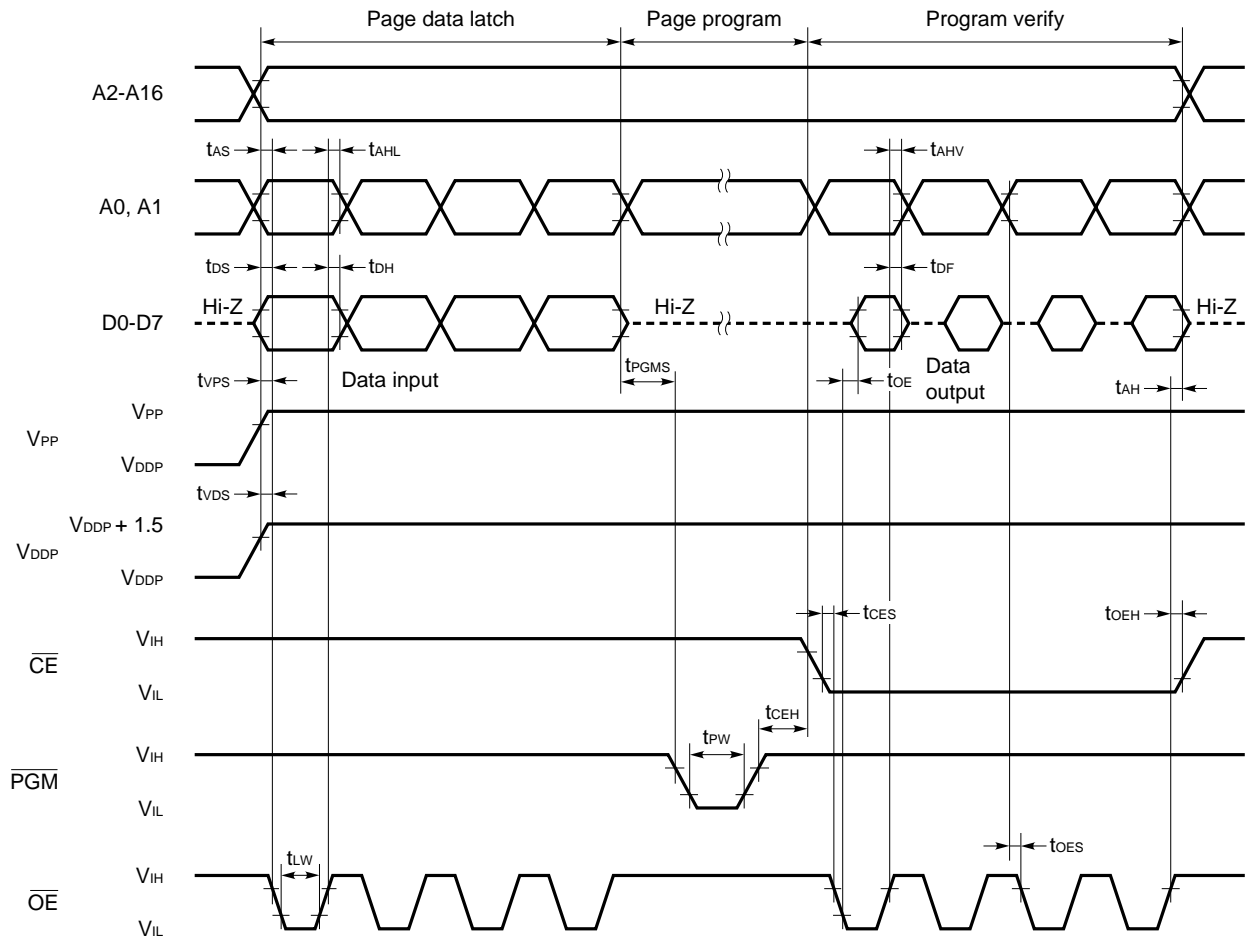 Page data latch Page program Program verify
A2-A16
tAS tAHL tAHV
A0, A1
tDS tDH tDF
Hi-Z Hi-Z Hi-Z
D0-D7
tPGMS
tVPS Data input tOE Data output tAH
VPP
VPP
VDDP
tVDS
VDDP + 1.5
VDDP
VDDP
tCES tOEH
VIH
CE
VIL
tCEH
VIH tPW
PGM
VIL
tLW tOES
VIH
OE
VIL